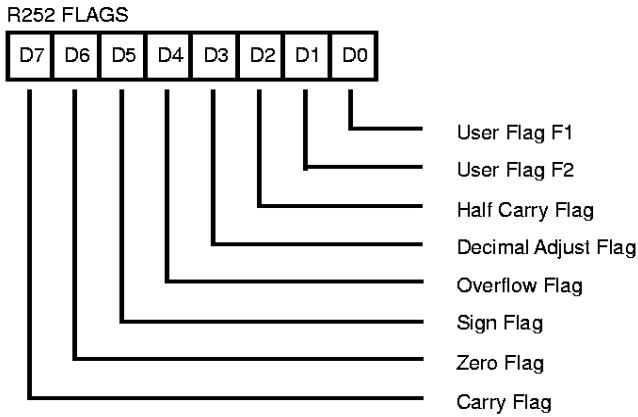 R252 FLAGS
D7 D6 D5 D4 D3 D2 D1 D0
User Flag F1
User Flag F2
Half Carry Flag
Decimal Adjust Flag
Overflow Flag
Sign Flag
Zero Flag
Carry Flag